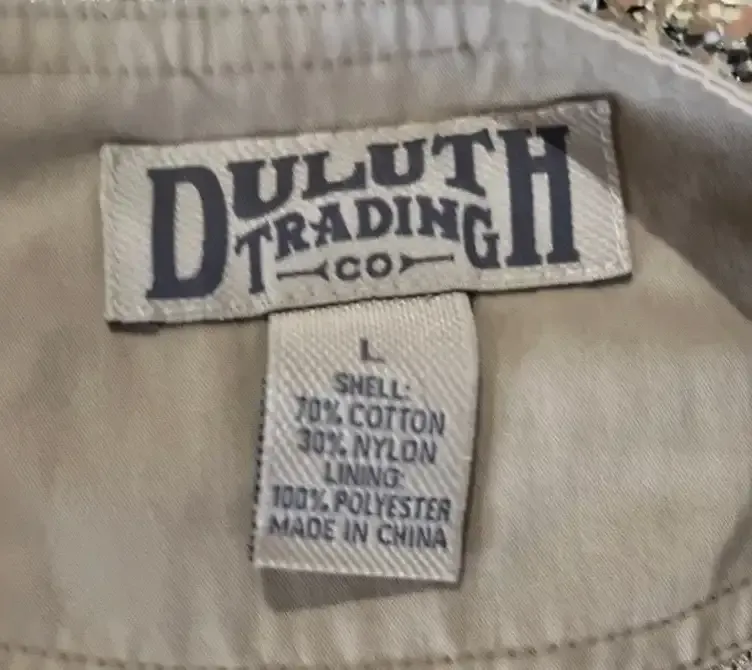 DULUTH
TRADING
CO
L
SHELL:
70% COTTON
30% NYLON
LINING:
100% POLYESTER
MADE IN CHINA